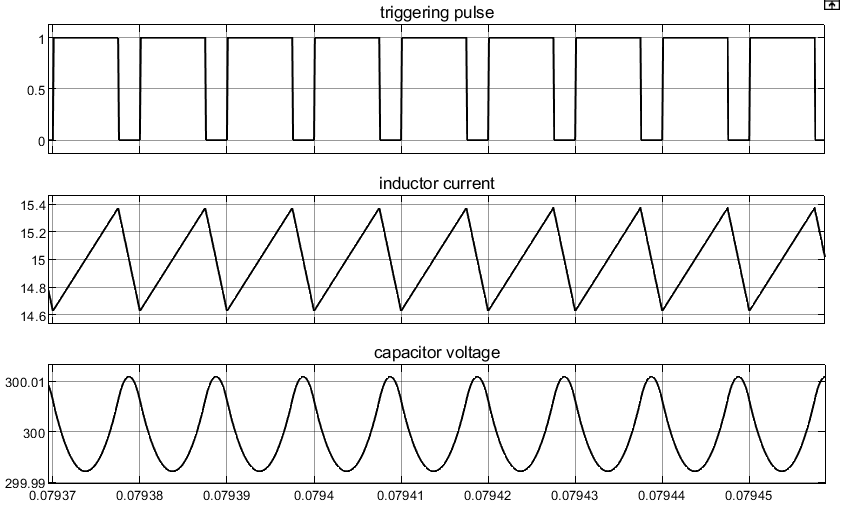 triggering pulse
1
0.5
0
inductor current
15.4
15.2
15
14.8
14.6
capacitor voltage
300.01
300
299.99
0.07937 0.07938 0.07939 0.0794 0.07941 0.07942 0.07943 0.07944 0.07945